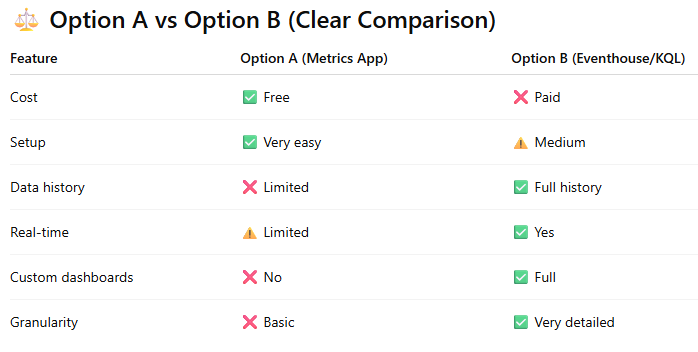 ⚖️ Option A vs Option B (Clear Comparison)
Feature Option A (Metrics App) Option B (Eventhouse/KQL)
Cost ✅ Free ❌ Paid
Setup ✅ Very easy ⚠️ Medium
Data history ❌ Limited ✅ Full history
Real-time ⚠️ Limited ✅ Yes
Custom dashboards ❌ No ✅ Full
Granularity ❌ Basic ✅ Very detailed